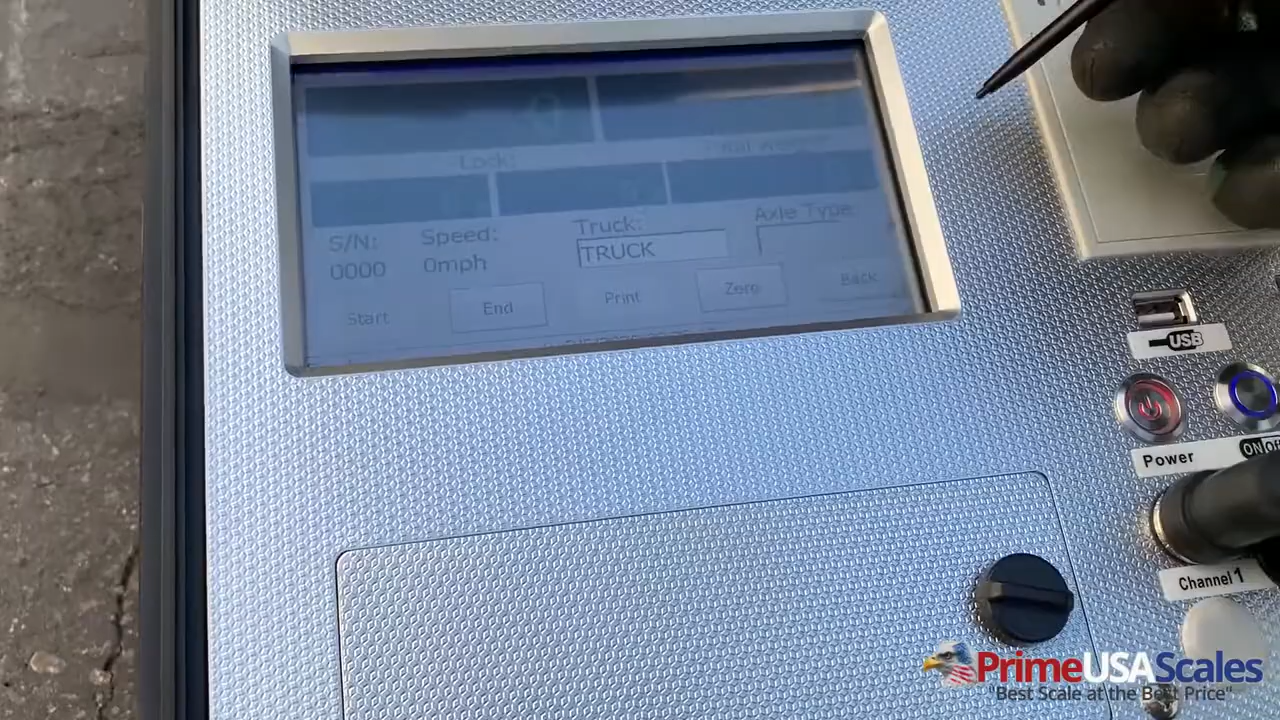 0
Lock:
S/N:
Speed:
Truck:
Axle Type:
0000
0mph
TRUCK
Start
End
Print
Zero
Back
USB
Power
ON
Channel 1
PrimeUSAScales
"Best Scale at the Best Price"